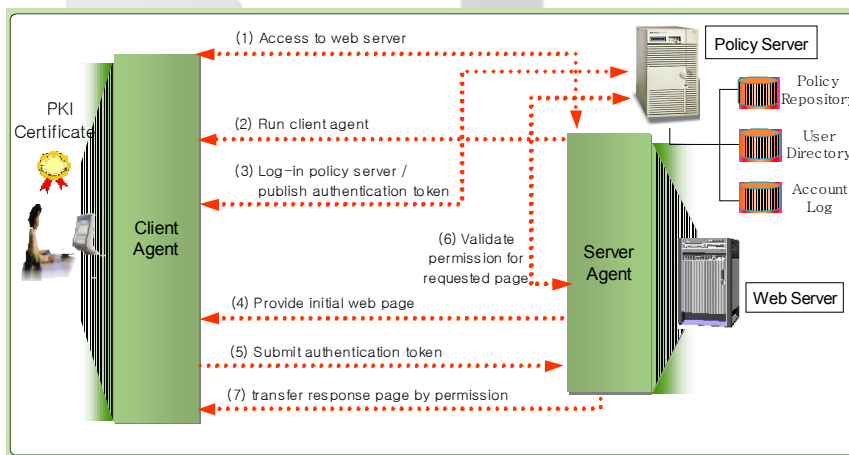 (1) Access to web server
Policy Server
PKI
Certificate
Policy
Repository
(2) Run client agent
User
Directory
(3) Log-in policy server /
publish authentication token
Account
Log
Client
Agent
(6) Validate
permission for
requested page
Server
Agent
(4) Provide initial web page
Web Server
(5) Submit authentication token
(7) transfer response page by permission